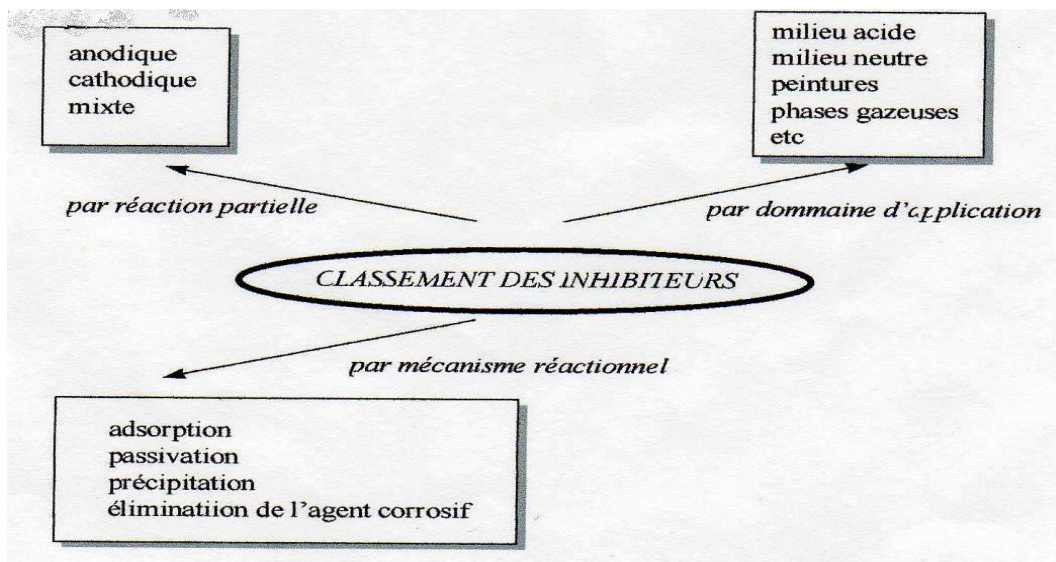 anodique
cathodique
mixte
milieu acide
milieu neutre
peintures
phases gazeuses
etc
par réaction partielle
par dommaine d'application
CLASSEMENT DES INHIBITEURS
par mécanisme réactionnel
adsorption
passivation
précipitation
éliminatiion de l'agent corrosif